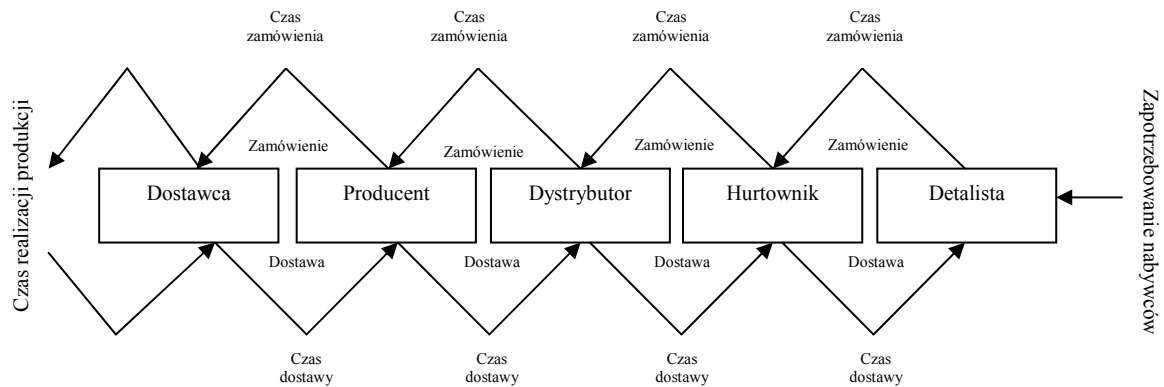 Czas
zamówienia
Czas
zamówienia
Czas
zamówienia
Czas
zamówienia
Czas realizacji produkcji
Zapotrzebowanie nabywców
Zamówienie
Zamówienie
Zamówienie
Zamówienie
Dostawca
Producent
Dystrybutor
Hurtownik
Detalista
Dostawa
Dostawa
Dostawa
Dostawa
Czas
dostawy
Czas
dostawy
Czas
dostawy
Czas
dostawy